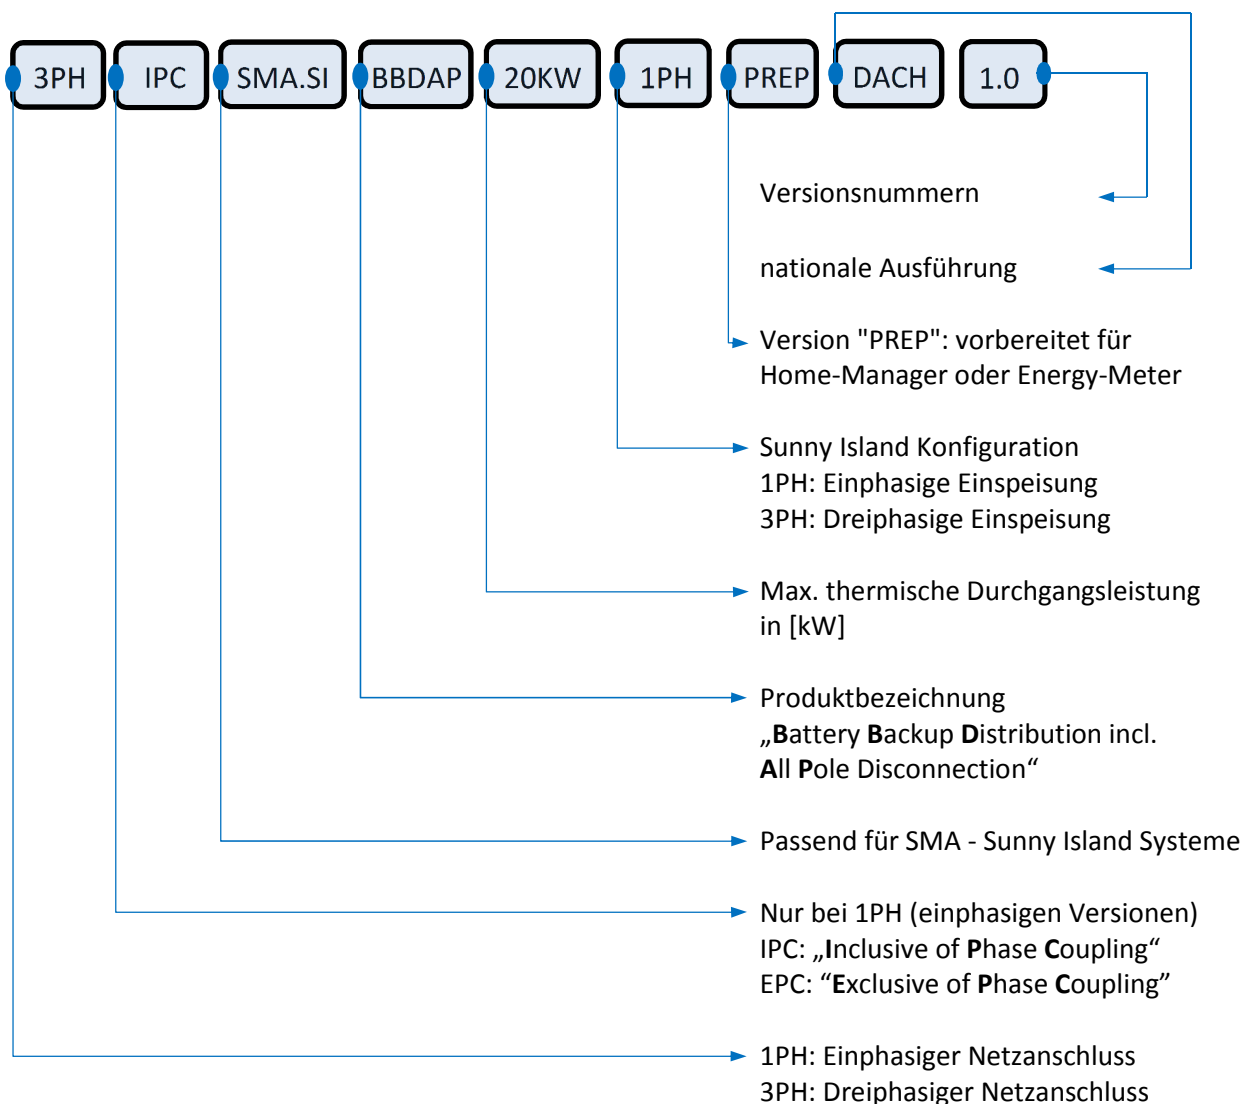 3PH IPC SMA.SI BBDAP 20KW 1PH PREP DACH 1.0
Versionsnummern
nationale Ausführung
Version "PREP": vorbereitet für
Home-Manager oder Energy-Meter
Sunny Island Konfiguration
1PH: Einphasige Einspeisung
3PH: Dreiphasige Einspeisung
Max. thermische Durchgangsleistung
in [kW]
Produktbezeichnung
„Battery Backup Distribution incl.
All Pole Disconnection“
Passend für SMA - Sunny Island Systeme
Nur bei 1PH (einphasigen Versionen)
IPC: „Inclusive of Phase Coupling“
EPC: “Exclusive of Phase Coupling”
1PH: Einphasiger Netzanschluss
3PH: Dreiphasiger Netzanschluss